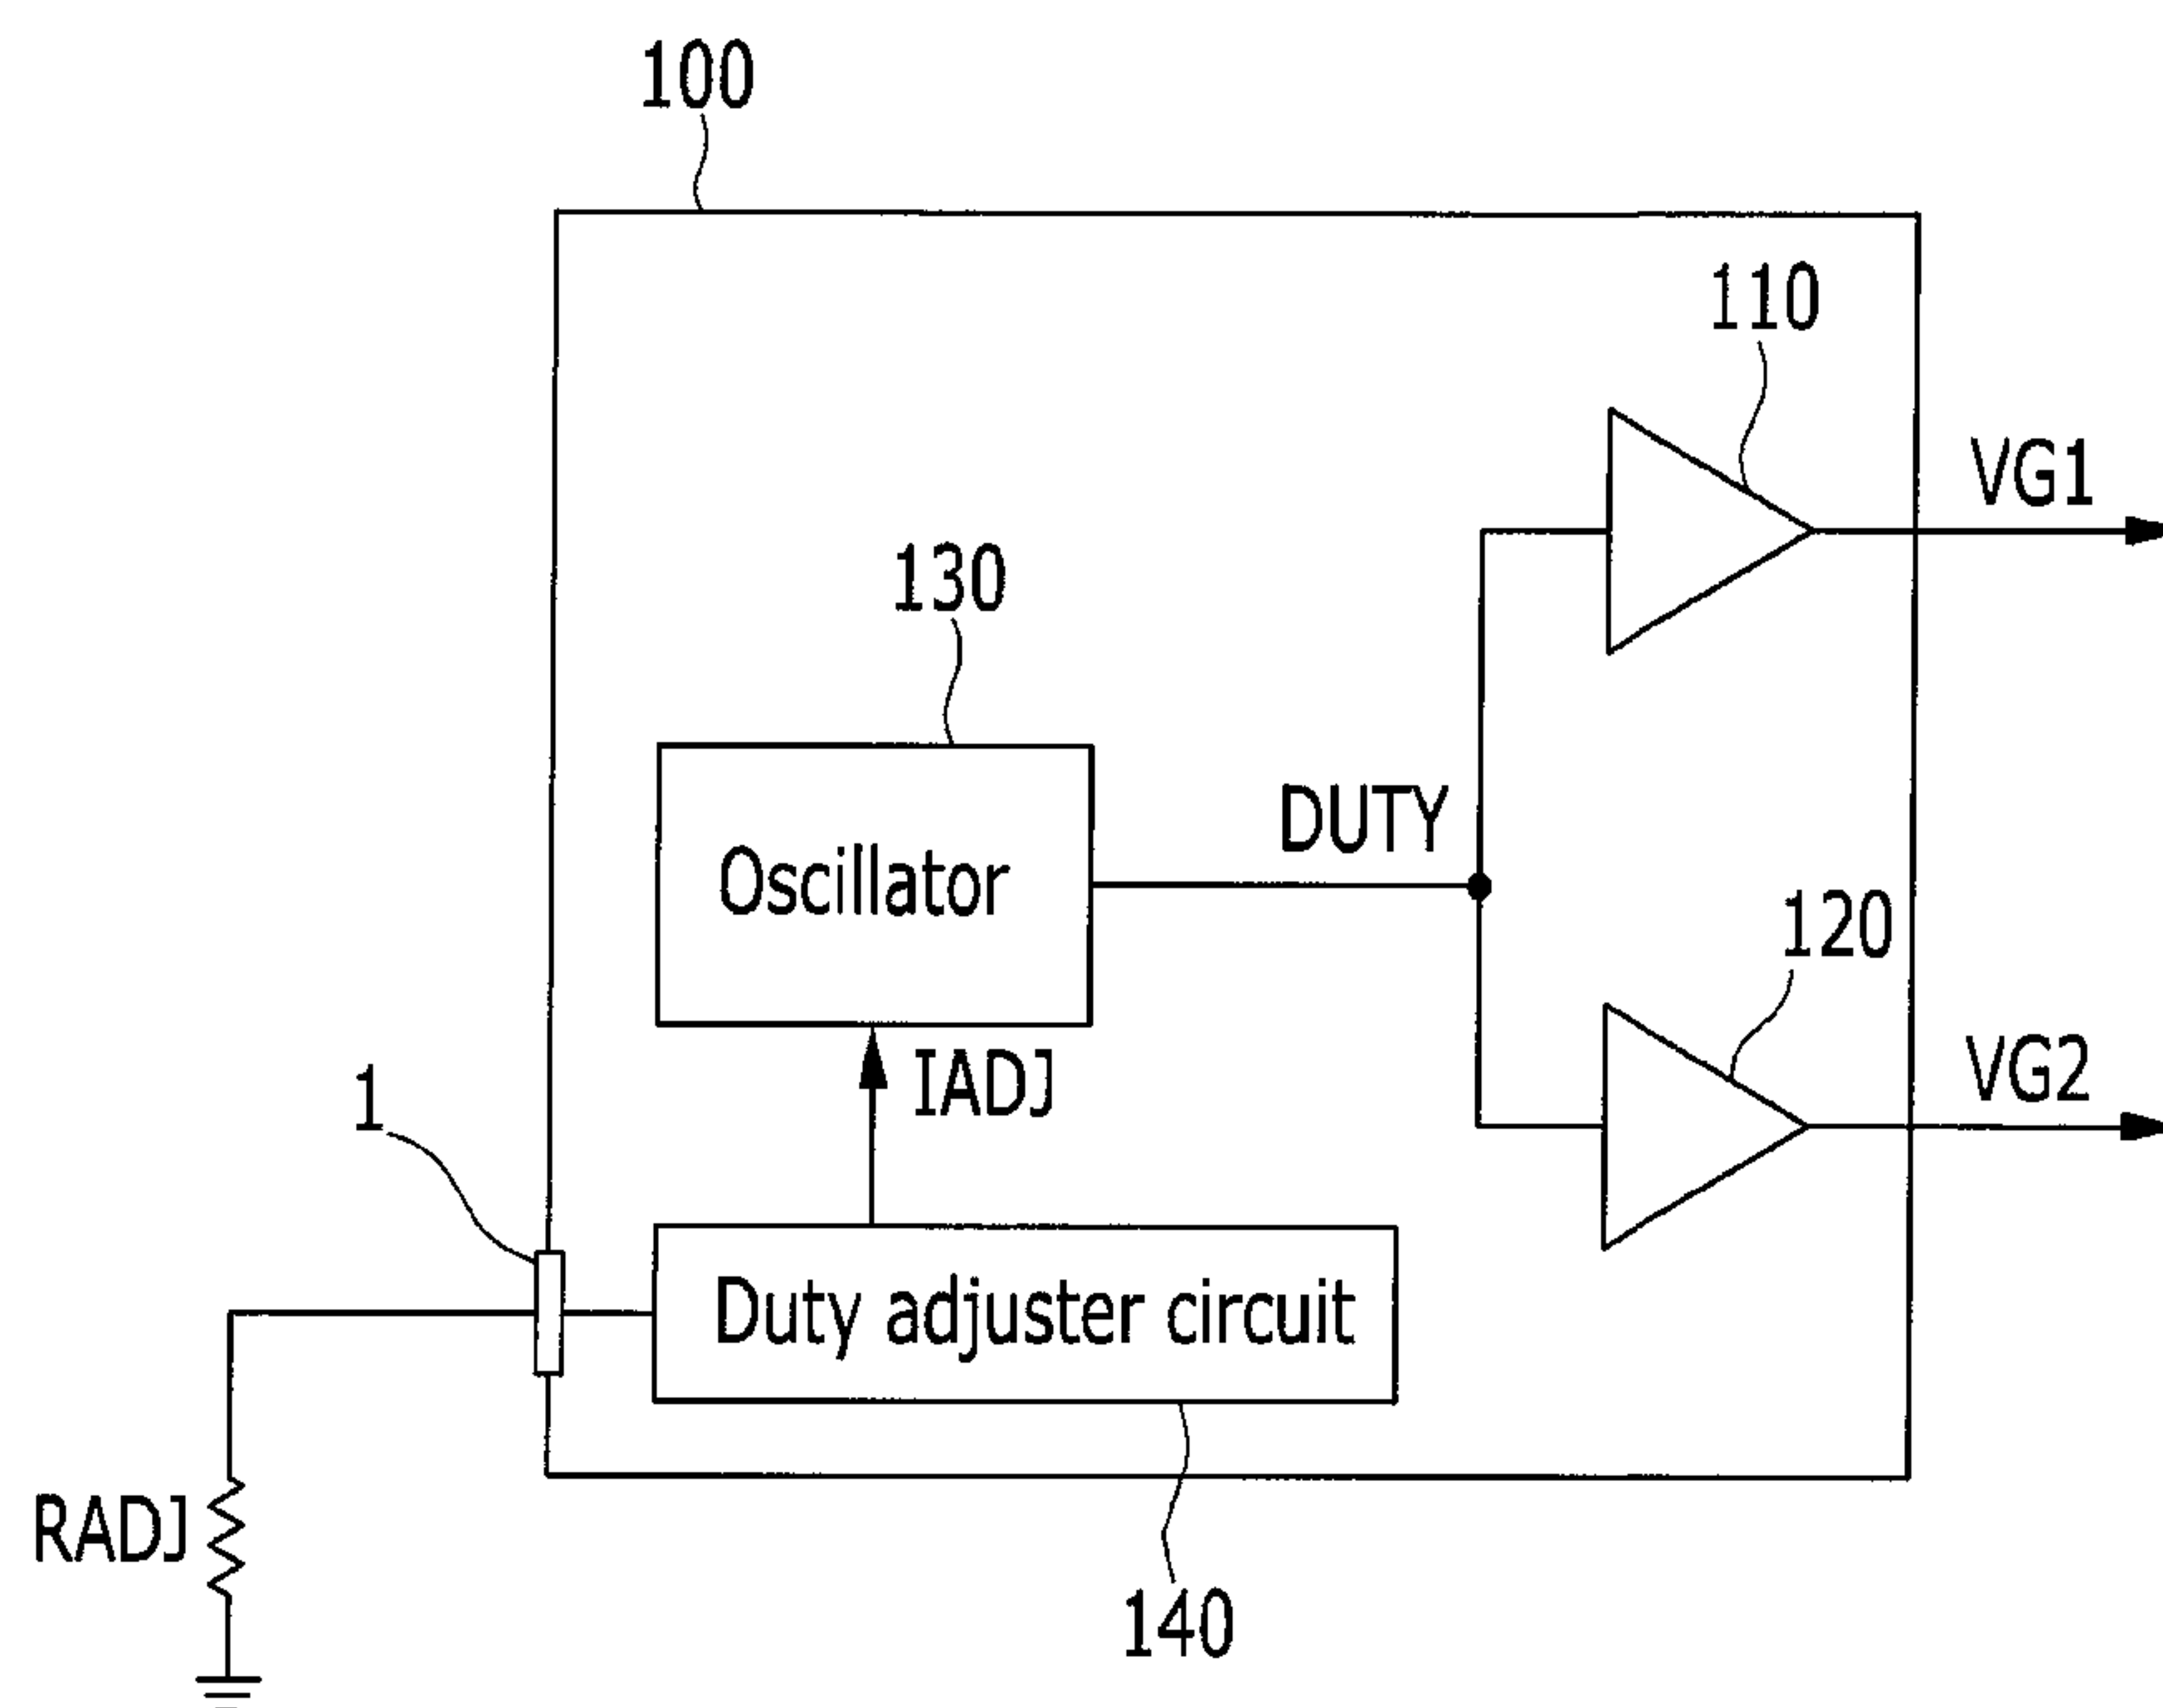 100
110
VG1
130
Oscillator
DUTY
120
VG2
IADJ
1
Duty adjuster circuit
RADJ
140